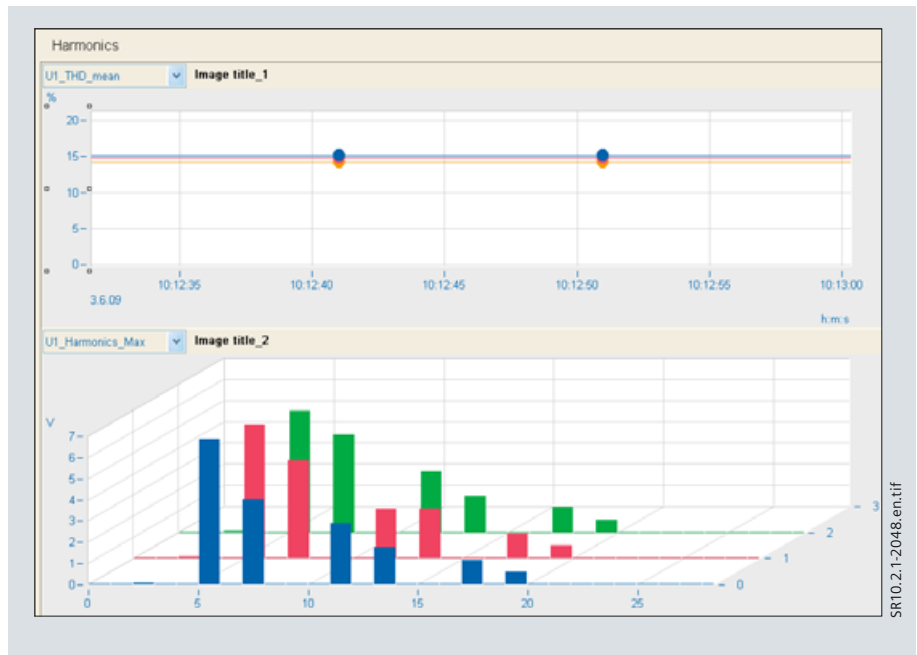 Harmonics
U1_THD_mean Image title_1
%
20
15
10
5
0
10:12:35 10:12:40 10:12:45 10:12:50 10:12:55 10:13:00
3.6.09
h:m:s
U1_Harmonics_Max Image title_2
V
7
6
5
4
3
2
1
0
0 5 10 15 20 25
0
1
2
3
SR10.2.1-2048.en.tif